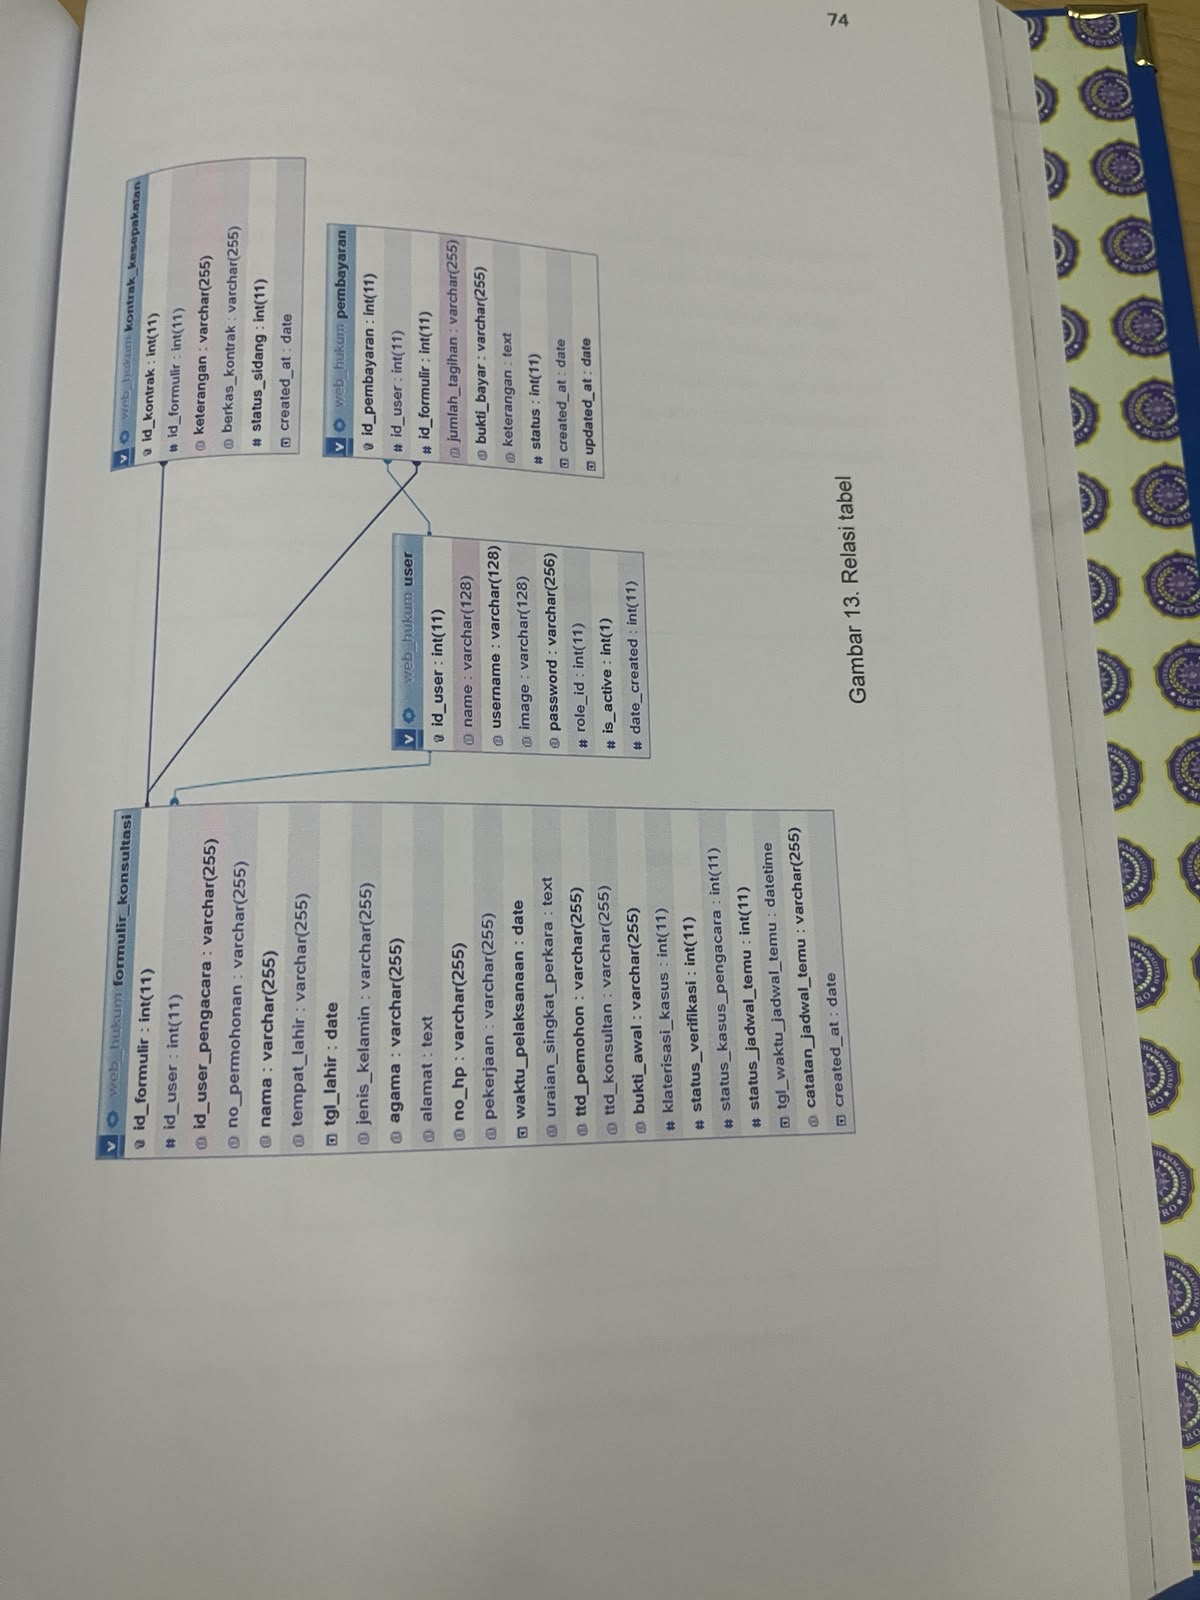 74
web_hukum formulir_konsultasi
id_formulir : int(11)
# id_user : int(11)
id_user_pengacara : varchar(255)
no_permohonan : varchar(255)
nama : varchar(255)
tempat_lahir : varchar(255)
tgl_lahir : date
jenis_kelamin : varchar(255)
agama : varchar(255)
alamat : text
no_hp : varchar(255)
pekerjaan : varchar(255)
waktu_pelaksanaan : date
uraian_singkat_perkara : text
ttd_pemohon : varchar(255)
ttd_konsultan : varchar(255)
bukti_awal : varchar(255)
# klaterisasi_kasus : int(11)
# status_verifikasi : int(11)
# status_kasus_pengacara : int(11)
# status_jadwal_temu : int(11)
tgl_waktu_jadwal_temu : datetime
catatan_jadwal_temu : varchar(255)
created_at : date
web_hukum user
id_user : int(11)
name : varchar(128)
username : varchar(128)
image : varchar(128)
password : varchar(256)
# role_id : int(11)
# is_active : int(1)
# date_created : int(11)
web_hukum kontrak_kesepakatan
id_kontrak : int(11)
# id_formulir : int(11)
keterangan : varchar(255)
berkas_kontrak : varchar(255)
# status_sidang : int(11)
created_at : date
web_hukum pembayaran
id_pembayaran : int(11)
# id_user : int(11)
# id_formulir : int(11)
jumlah_tagihan : varchar(255)
bukti_bayar : varchar(255)
keterangan : text
# status : int(11)
created_at : date
updated_at : date
Gambar 13. Relasi tabel